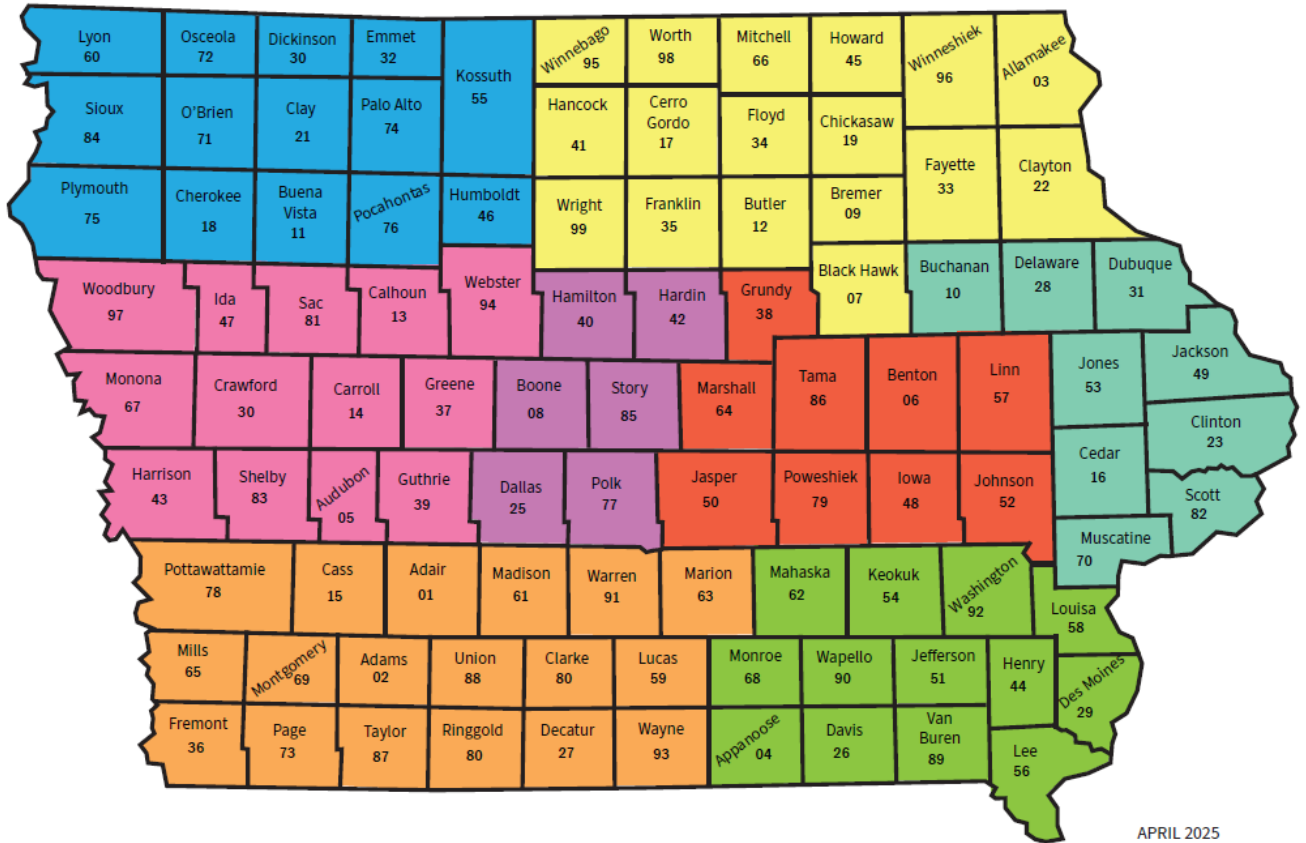 Lyon
60
Osceola
72
Dickinson
30
Emmet
32
Kossuth
55
Winnebago
95
Worth
98
Mitchell
66
Howard
45
Winneshiek
96
Allamakee
03
Sioux
84
O'Brien
71
Clay
21
Palo Alto
74
Hancock
41
Cerro
Gordo
17
Floyd
34
Chickasaw
19
Fayette
33
Clayton
22
Plymouth
75
Cherokee
18
Buena
Vista
11
Pocahontas
76
Humboldt
46
Wright
99
Franklin
35
Butler
12
Bremer
09
Woodbury
97
Ida
47
Sac
81
Calhoun
13
Webster
94
Hamilton
40
Hardin
42
Grundy
38
Black Hawk
07
Buchanan
10
Delaware
28
Dubuque
31
Monona
67
Crawford
30
Carroll
14
Greene
37
Boone
08
Story
85
Marshall
64
Tama
86
Benton
06
Linn
57
Jones
53
Jackson
49
Clinton
23
Harrison
43
Shelby
83
Audubon
05
Guthrie
39
Dallas
25
Polk
77
Jasper
50
Poweshiek
79
Iowa
48
Johnson
52
Cedar
16
Scott
82
Muscatine
70
Pottawattamie
78
Cass
15
Adair
01
Madison
61
Warren
91
Marion
63
Mahaska
62
Keokuk
54
Washington
92
Louisa
58
Mills
65
Montgomery
69
Adams
02
Union
88
Clarke
80
Lucas
59
Monroe
68
Wapello
90
Jefferson
51
Henry
44
Des Moines
29
Fremont
36
Page
73
Taylor
87
Ringgold
80
Decatur
27
Wayne
93
Appanoose
04
Davis
26
Van
Buren
89
Lee
56
APRIL 2025